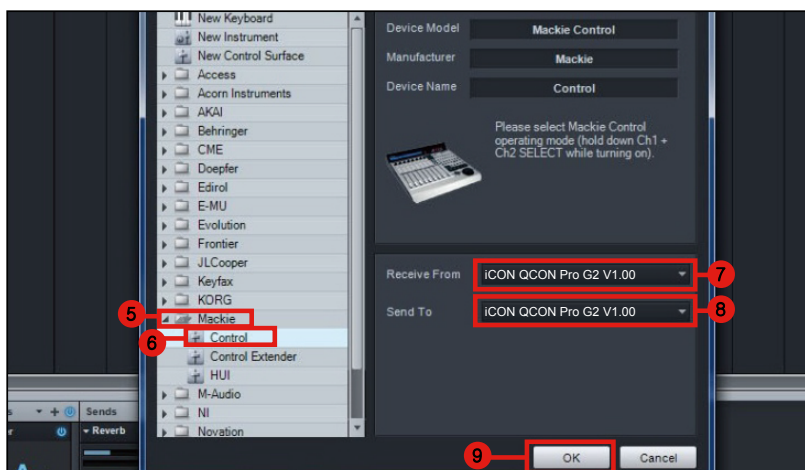 New Keyboard
New Instrument
New Control Surface
Access
Acorn Instruments
AKAI
Behringer
CME
Doepfer
Edirol
E-MU
Evolution
Frontier
JLCooper
Keyfax
KORG
5
Mackie
6
Control
Control Extender
HUI
M-Audio
NI
Novation
Device Model
Mackie Control
Manufacturer
Mackie
Device Name
Control
Please select Mackie Control
operating mode (hold down Ch1 +
Ch2 SELECT while turning on).
Receive From
iCON QCON Pro G2 V1.00
7
Send To
iCON QCON Pro G2 V1.00
8
Sends
Reverb
9
OK
Cancel